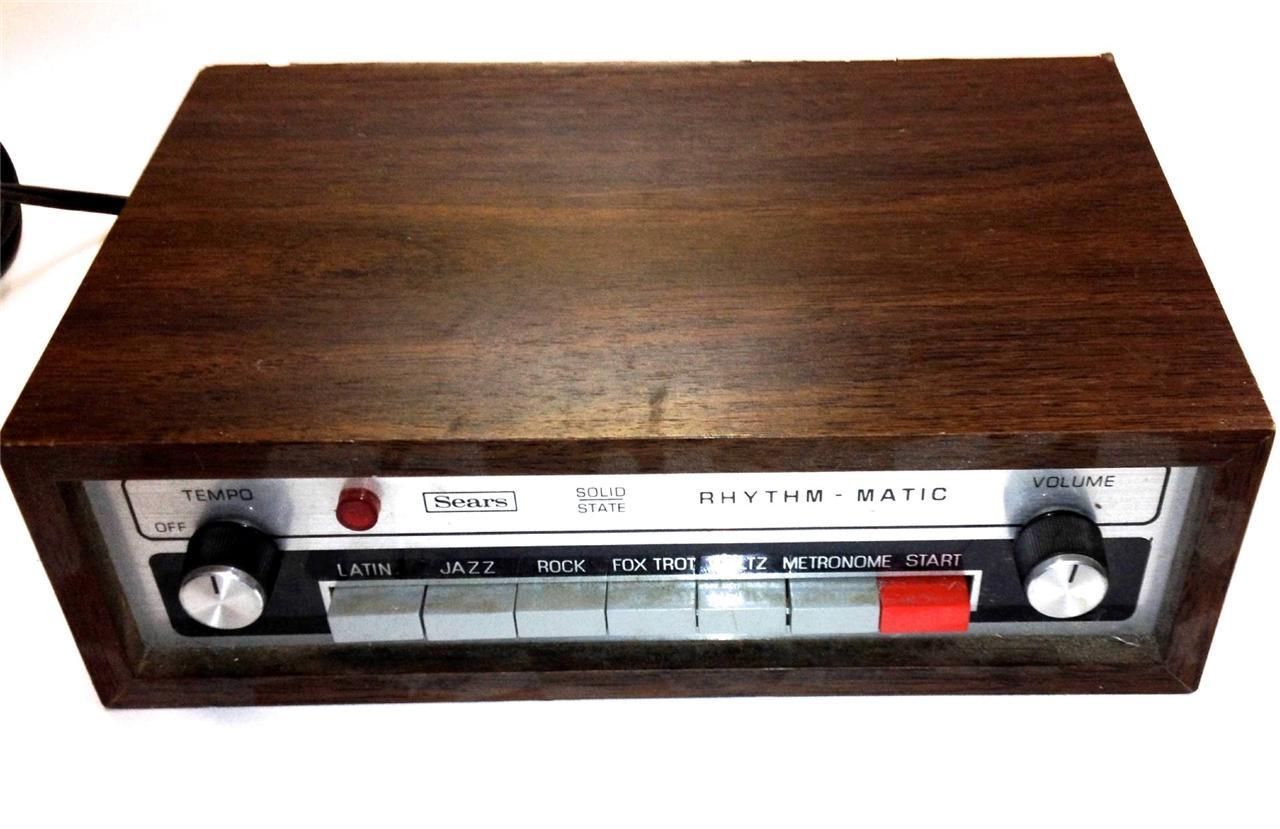 TEMPO
OFF
Sears
SOLID
STATE
RHYTHM - MATIC
VOLUME
LATIN JAZZ ROCK FOX TROT METRONOME START